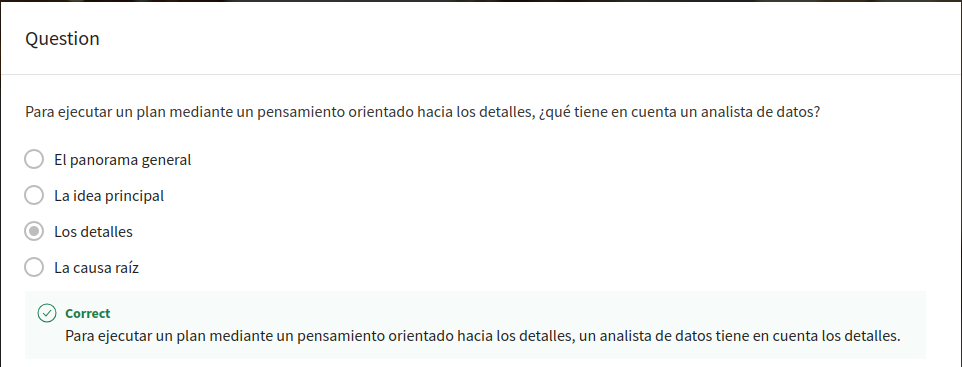 Question
Para ejecutar un plan mediante un pensamiento orientado hacia los detalles, ¿qué tiene en cuenta un analista de datos?
El panorama general
La idea principal
Los detalles
La causa raíz
Correct
Para ejecutar un plan mediante un pensamiento orientado hacia los detalles, un analista de datos tiene en cuenta los detalles.